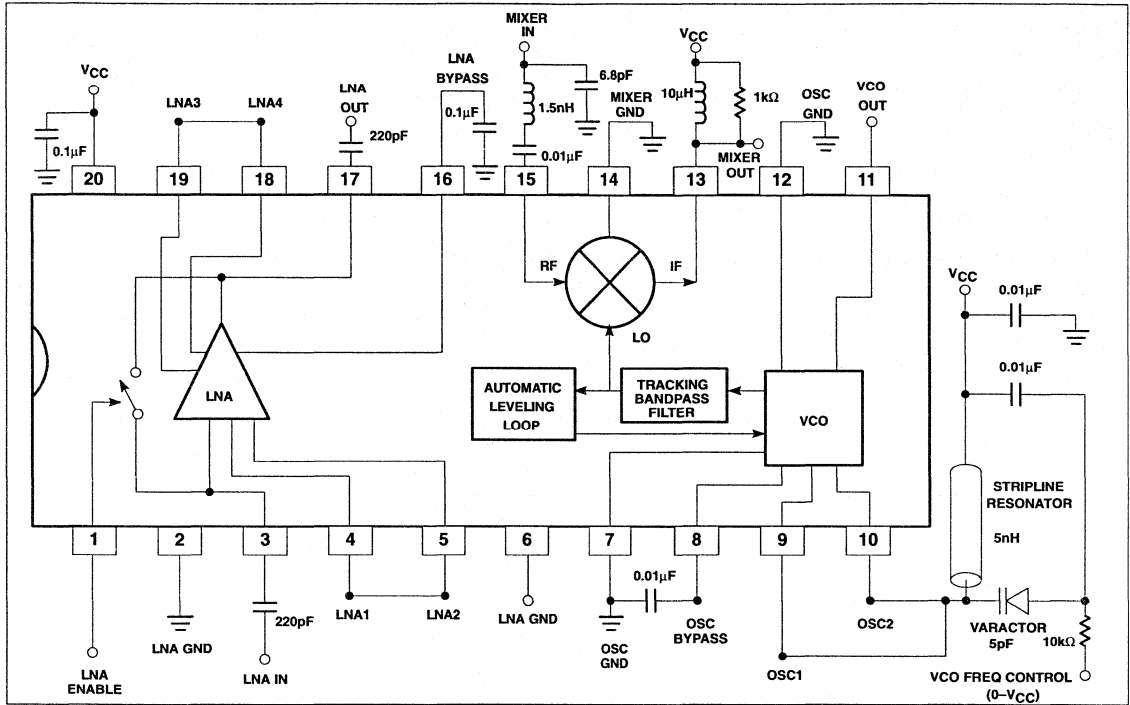 VCC
0.1µF
LNA3
LNA4
LNA
OUT
220pF
LNA
BYPASS
0.1µF
MIXER
IN
1.5nH
6.8pF
0.01µF
MIXER
GND
VCC
10µH
1kΩ
MIXER
OUT
OSC
GND
VCO
OUT
20
19
18
17
16
15
14
13
12
11
RF
IF
LO
LNA
AUTOMATIC
LEVELING
LOOP
TRACKING
BANDPASS
FILTER
VCO
VCC
0.01µF
0.01µF
STRIPLINE
RESONATOR
5nH
1
2
3
4
5
6
7
8
9
10
LNA
ENABLE
LNA GND
220pF
LNA IN
LNA1
LNA2
LNA GND
OSC
GND
0.01µF
OSC
BYPASS
OSC1
OSC2
VARACTOR
5pF
10kΩ
VCO FREQ CONTROL
(0–VCC)